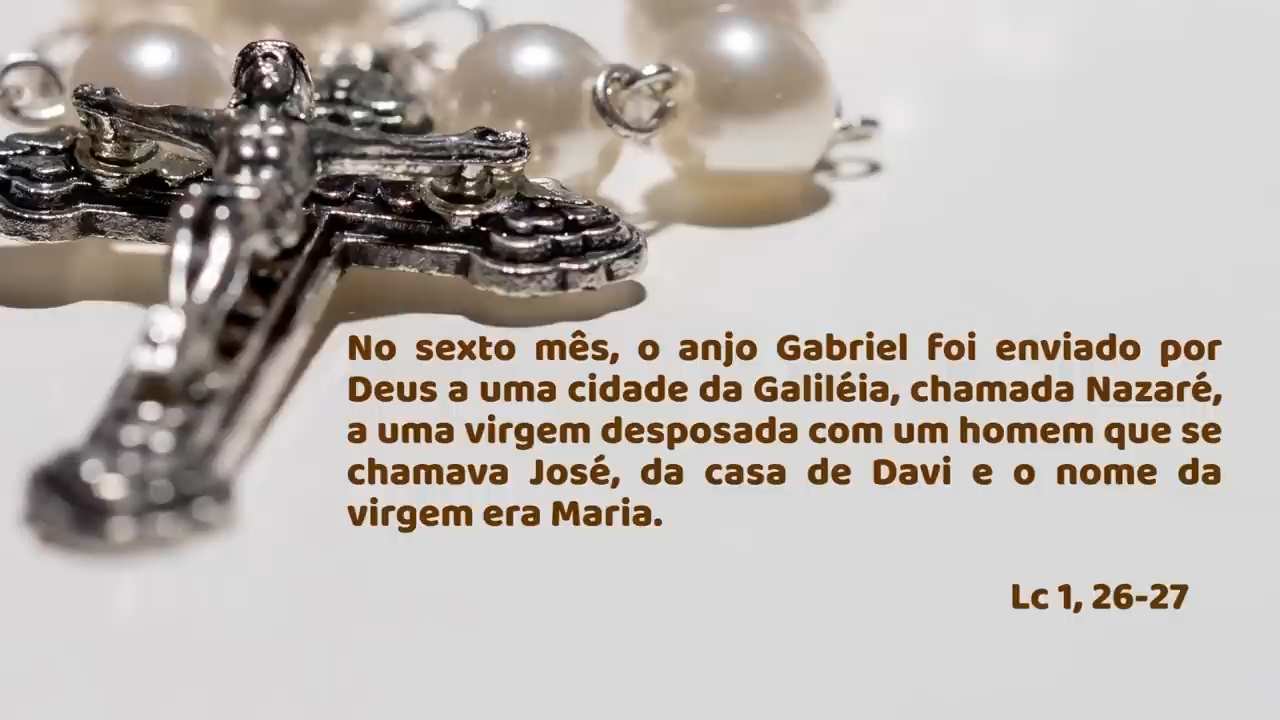 No sexto mês, o anjo Gabriel foi enviado por
Deus a uma cidade da Galiléia, chamada Nazaré,
a uma virgem desposada com um homem que se
chamava José, da casa de Davi e o nome da
virgem era Maria.
Lc 1, 26-27